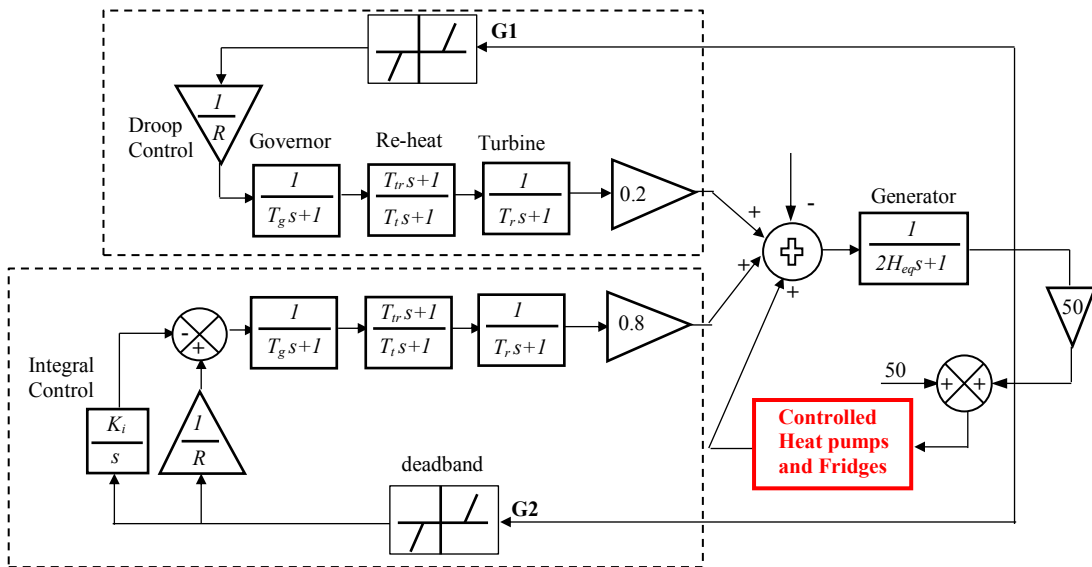 G1
1
R
Droop
Control
Governor
Re-heat
Turbine
1
T_g s+1
T_tr s+1
T_t s+1
1
T_r s+1
0.2
+
-
+
+
Generator
1
2H_eq s+1
50
1
T_g s+1
T_tr s+1
T_t s+1
1
T_r s+1
0.8
-
+
Integral
Control
K_i
s
1
R
50
+ +
Controlled
Heat pumps
and Fridges
deadband
G2